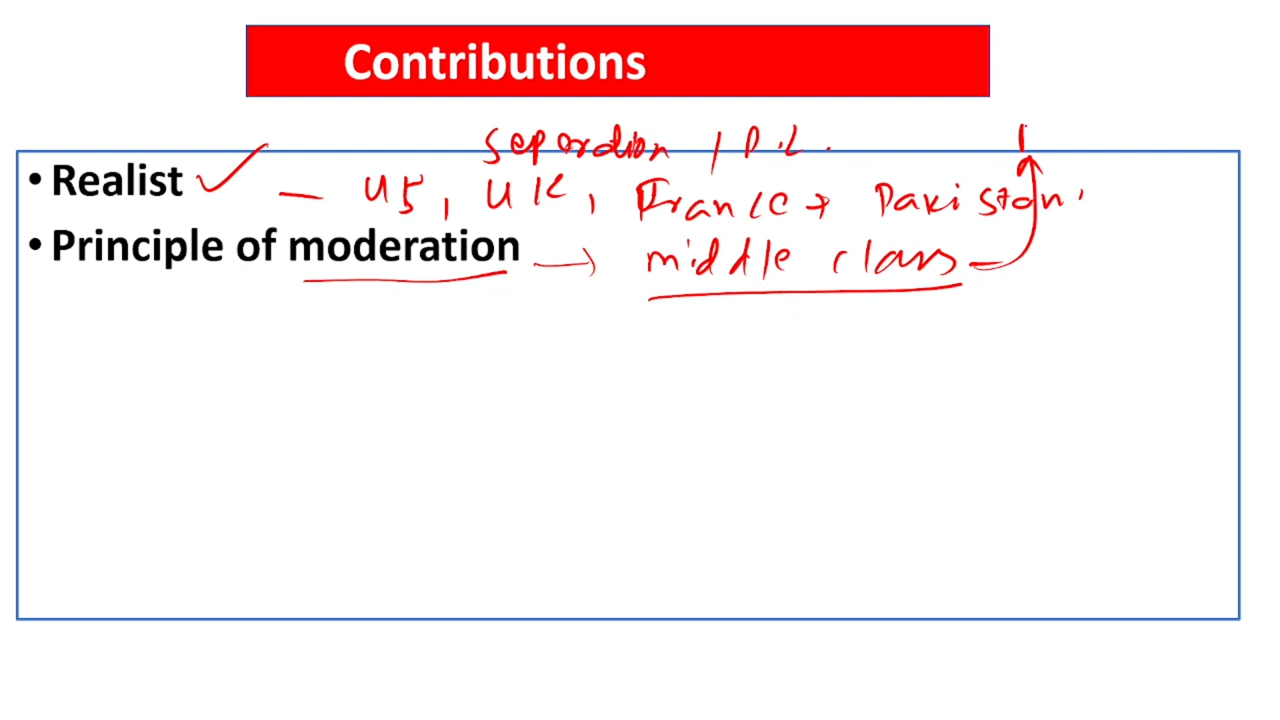 Contributions
separation / D.L.
• Realist ✓ — US, UK, France → Pakistan,
• Principle of moderation → middle class